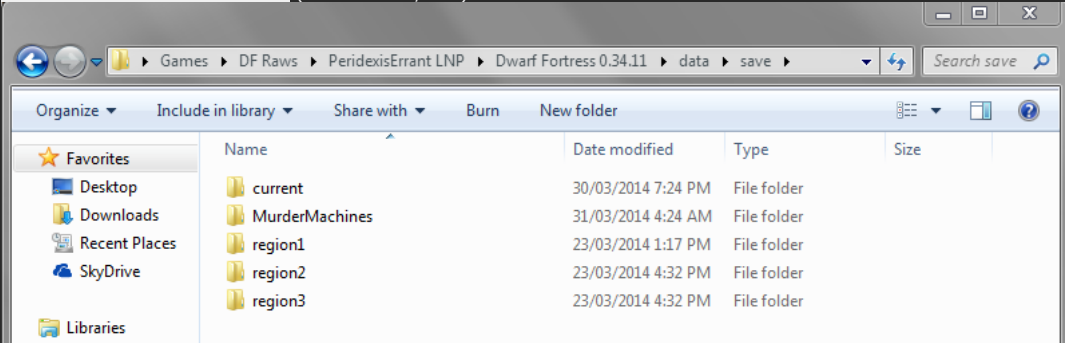 Games DF Raws PeridexisErrant LNP Dwarf Fortress 0.34.11 data save Search save
Organize Include in library Share with Burn New folder
Name Date modified Type Size
Favorites
Desktop
Downloads
Recent Places
SkyDrive
Libraries
current 30/03/2014 7:24 PM File folder
MurderMachines 31/03/2014 4:24 AM File folder
region1 23/03/2014 1:17 PM File folder
region2 23/03/2014 4:32 PM File folder
region3 23/03/2014 4:32 PM File folder